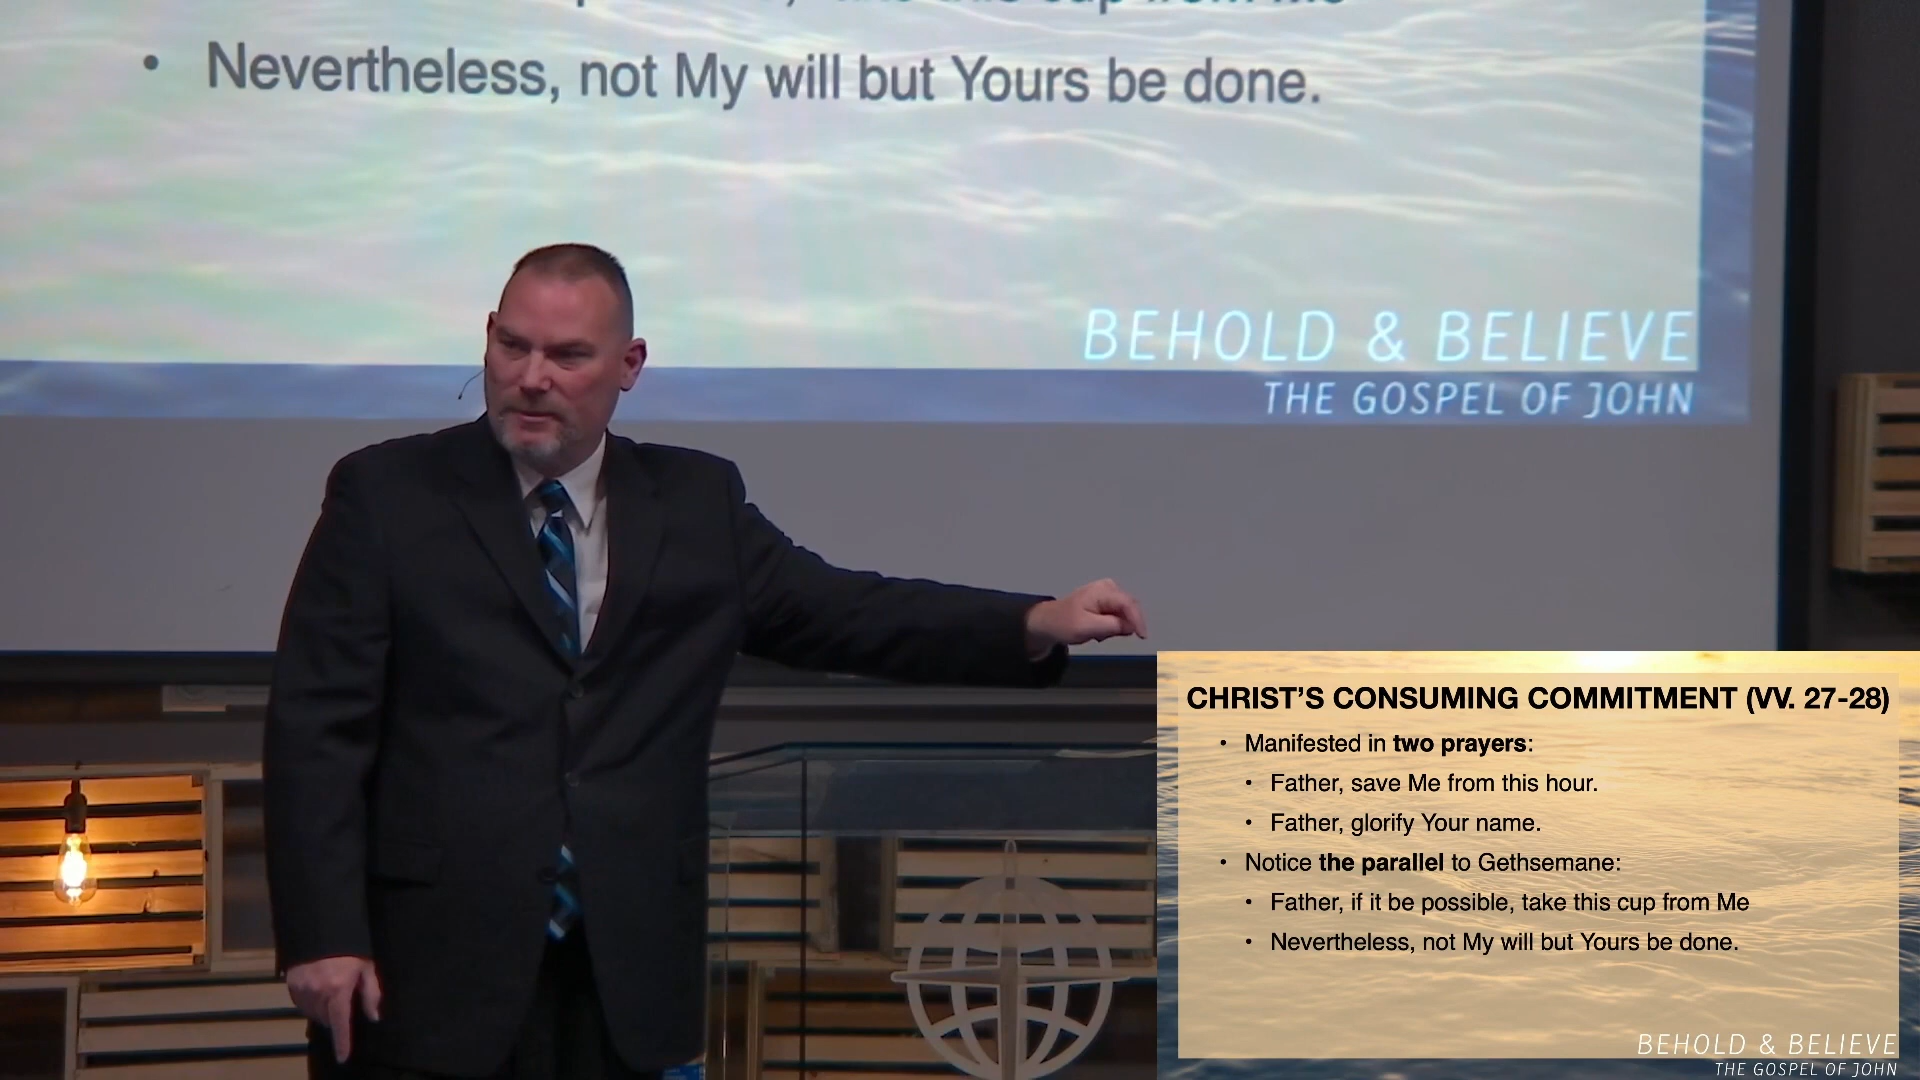 cup from Me
• Nevertheless, not My will but Yours be done.
BEHOLD & BELIEVE
THE GOSPEL OF JOHN
CHRIST’S CONSUMING COMMITMENT (VV. 27-28)
• Manifested in two prayers:
• Father, save Me from this hour.
• Father, glorify Your name.
• Notice the parallel to Gethsemane:
• Father, if it be possible, take this cup from Me
• Nevertheless, not My will but Yours be done.
BEHOLD & BELIEVE
THE GOSPEL OF JOHN